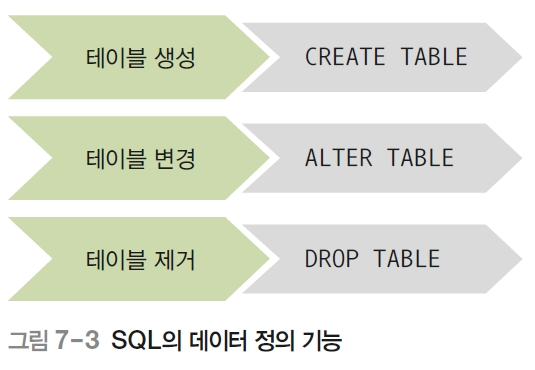 테이블 생성 CREATE TABLE
테이블 변경 ALTER TABLE
테이블 제거 DROP TABLE
그림 7-3 SQL의 데이터 정의 기능